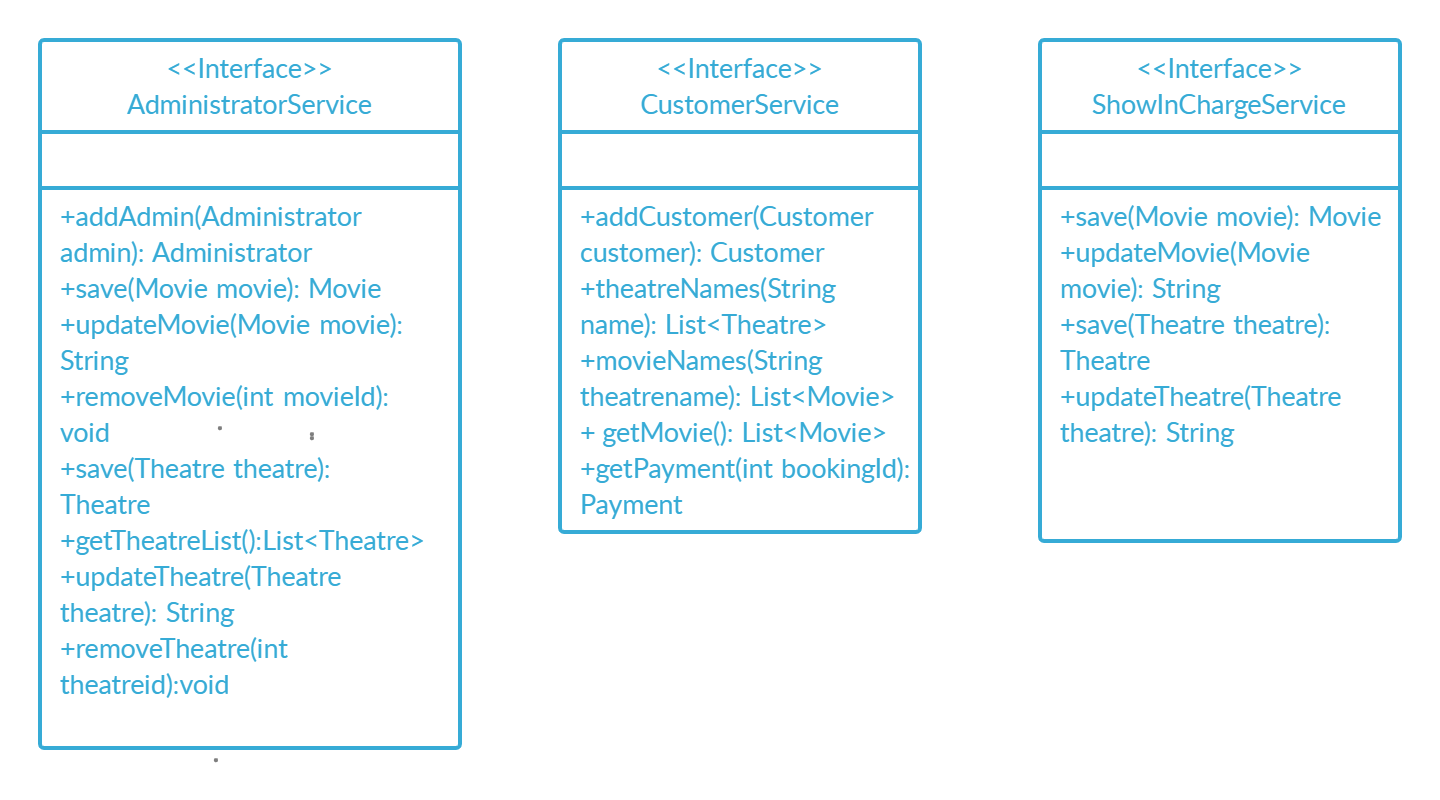 <<Interface>>
AdministratorService
+addAdmin(Administrator
admin): Administrator
+save(Movie movie): Movie
+updateMovie(Movie movie):
String
+removeMovie(int movieId):
void
+save(Theatre theatre):
Theatre
+getTheatreList():List<Theatre>
+updateTheatre(Theatre
theatre): String
+removeTheatre(int
theatreid):void
<<Interface>>
CustomerService
+addCustomer(Customer
customer): Customer
+theatreNames(String
name): List<Theatre>
+movieNames(String
theatrename): List<Movie>
+ getMovie(): List<Movie>
+getPayment(int bookingId):
Payment
<<Interface>>
ShowInChargeService
+save(Movie movie): Movie
+updateMovie(Movie
movie): String
+save(Theatre theatre):
Theatre
+updateTheatre(Theatre
theatre): String